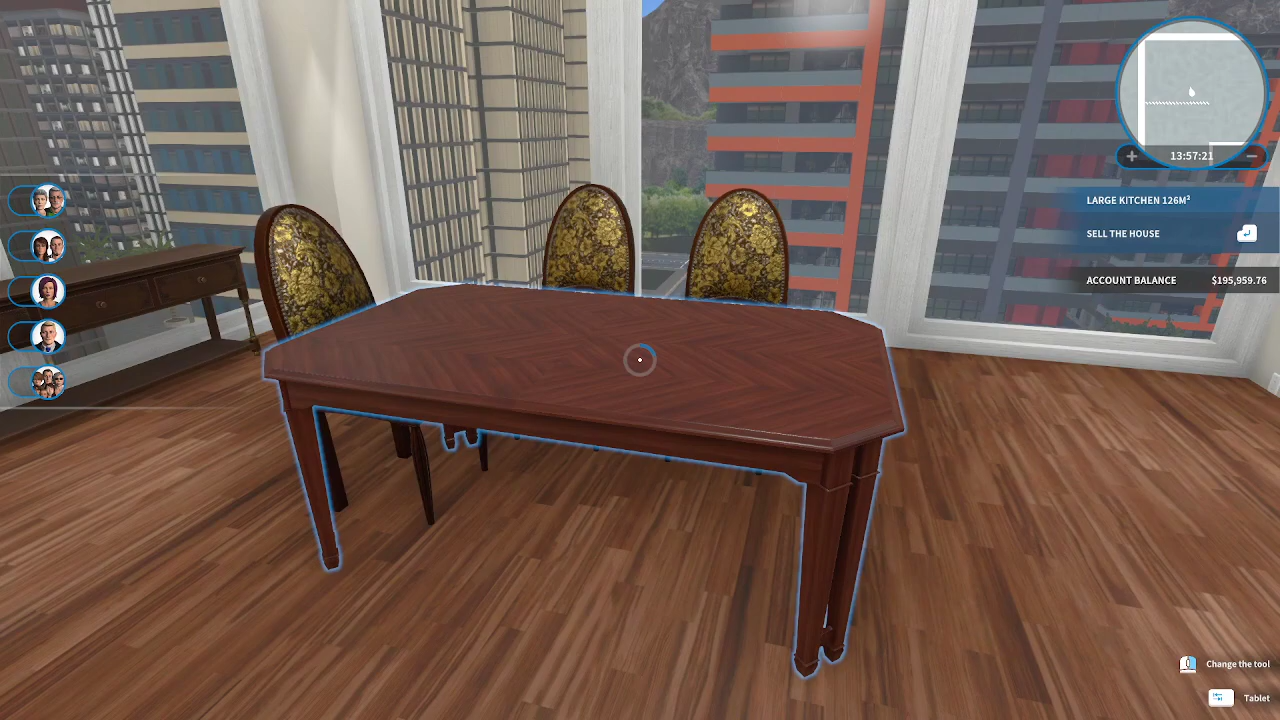 13:57:21
LARGE KITCHEN 126M²
SELL THE HOUSE
ACCOUNT BALANCE $195,959.76
Change the tool
Tablet